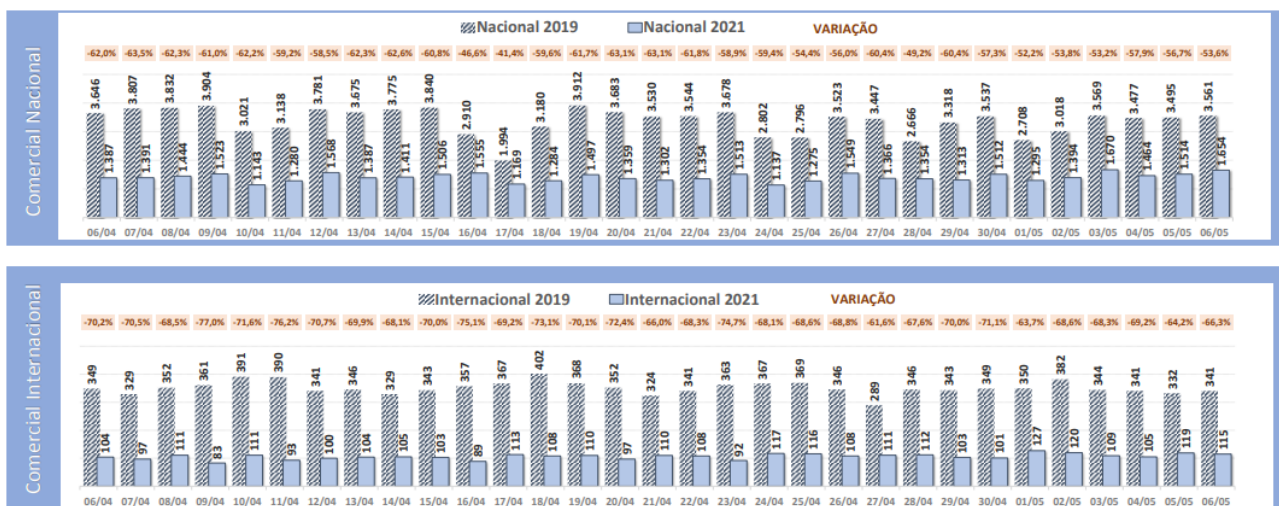 Comercial Nacional
Nacional 2019 Nacional 2021 VARIAÇÃO
-62,0% -63,5% -62,3% -61,0% -62,2% -59,2% -58,5% -62,3% -62,6% -60,8% -46,6% -41,4% -59,6% -61,7% -63,1% -63,1% -61,8% -58,9% -59,4% -54,4% -56,0% -60,4% -49,2% -60,4% -57,3% -52,2% -53,8% -53,2% -57,9% -56,7% -53,6%
3.646 3.807 3.832 3.904 3.021 3.138 3.781 3.675 3.775 3.840 2.910 1.994 3.180 3.912 3.683 3.530 3.544 3.678 2.802 2.796 3.523 3.447 2.666 3.318 3.537 2.708 3.018 3.569 3.477 3.495 3.561
1.387 1.391 1.444 1.523 1.143 1.280 1.568 1.387 1.411 1.506 1.555 1.169 1.284 1.497 1.359 1.302 1.354 1.513 1.137 1.275 1.549 1.366 1.354 1.313 1.512 1.295 1.394 1.670 1.464 1.514 1.654
06/04 07/04 08/04 09/04 10/04 11/04 12/04 13/04 14/04 15/04 16/04 17/04 18/04 19/04 20/04 21/04 22/04 23/04 24/04 25/04 26/04 27/04 28/04 29/04 30/04 01/05 02/05 03/05 04/05 05/05 06/05
Comercial Internacional
Internacional 2019 Internacional 2021 VARIAÇÃO
-70,2% -70,5% -68,5% -77,0% -71,6% -76,2% -70,7% -69,9% -68,1% -70,0% -75,1% -69,2% -73,1% -70,1% -72,4% -66,0% -68,3% -74,7% -68,1% -68,6% -68,8% -61,6% -67,6% -70,0% -71,1% -63,7% -68,6% -68,3% -69,2% -64,2% -66,3%
349 329 352 361 391 390 341 346 329 343 357 367 402 368 352 324 341 363 367 369 346 289 346 343 349 350 382 344 341 332 341
104 97 111 83 111 93 100 104 105 103 89 113 108 110 97 110 108 92 117 116 108 111 112 103 101 127 120 109 105 119 115
06/04 07/04 08/04 09/04 10/04 11/04 12/04 13/04 14/04 15/04 16/04 17/04 18/04 19/04 20/04 21/04 22/04 23/04 24/04 25/04 26/04 27/04 28/04 29/04 30/04 01/05 02/05 03/05 04/05 05/05 06/05